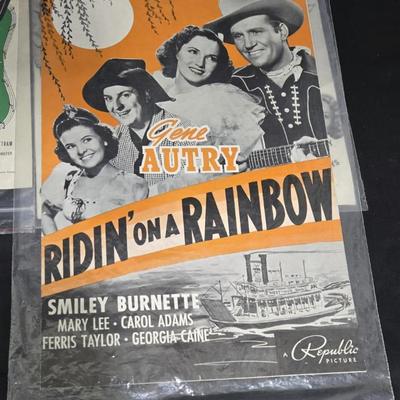 Gene
AUTRY
RIDIN' ON A RAINBOW
SMILEY BURNETTE
MARY LEE · CAROL ADAMS
FERRIS TAYLOR · GEORGIA CAINE
A Republic
PICTURE